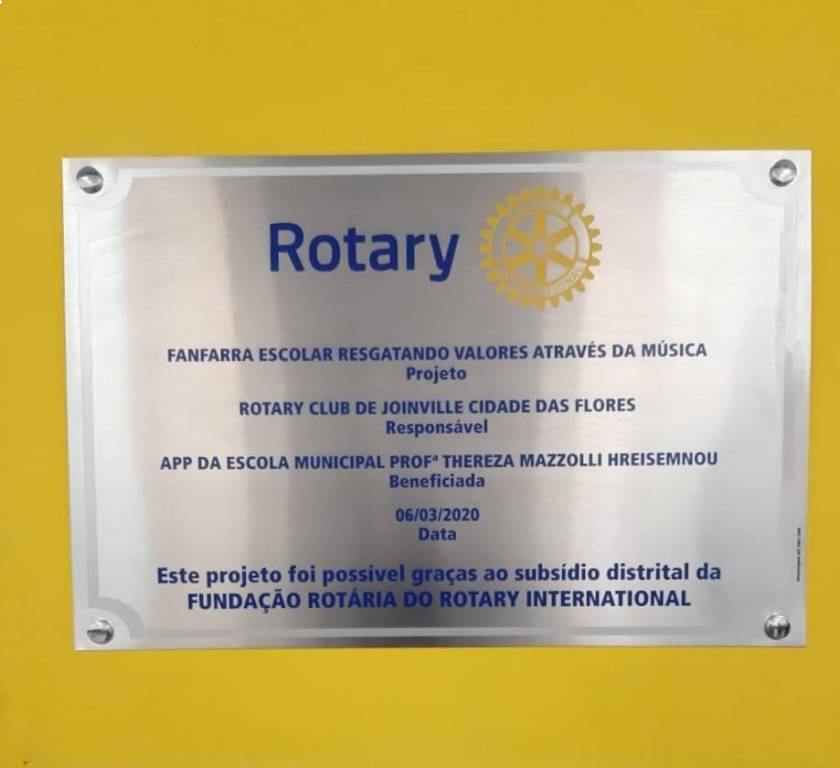 Rotary
ROTARY
INTERNATIONAL
FANFARRA ESCOLAR RESGATANDO VALORES ATRAVÉS DA MÚSICA
Projeto
ROTARY CLUB DE JOINVILLE CIDADE DAS FLORES
Responsável
APP DA ESCOLA MUNICIPAL PROFª THEREZA MAZZOLLI HREISEMNOU
Beneficiada
06/03/2020
Data
Este projeto foi possível graças ao subsídio distrital da
FUNDAÇÃO ROTÁRIA DO ROTARY INTERNATIONAL